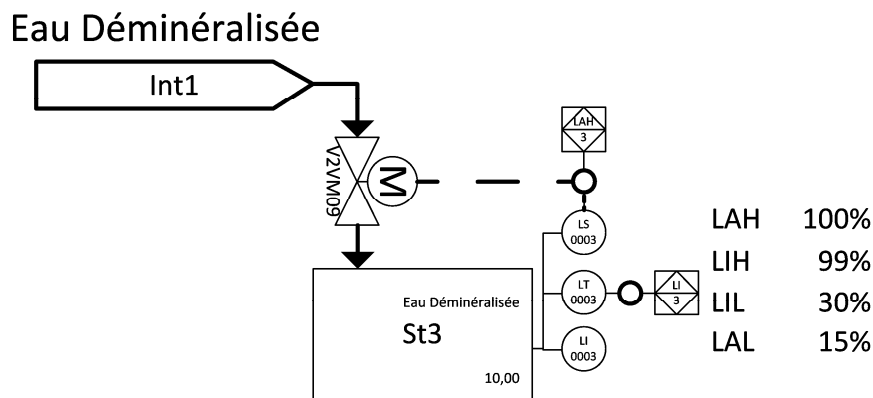 Eau Déminéralisée
Int1
V2VM09
M
LAH
3
LS
0003
LT
0003
LI
3
LI
0003
Eau Déminéralisée
St3
10,00
LAH 100%
LIH 99%
LIL 30%
LAL 15%